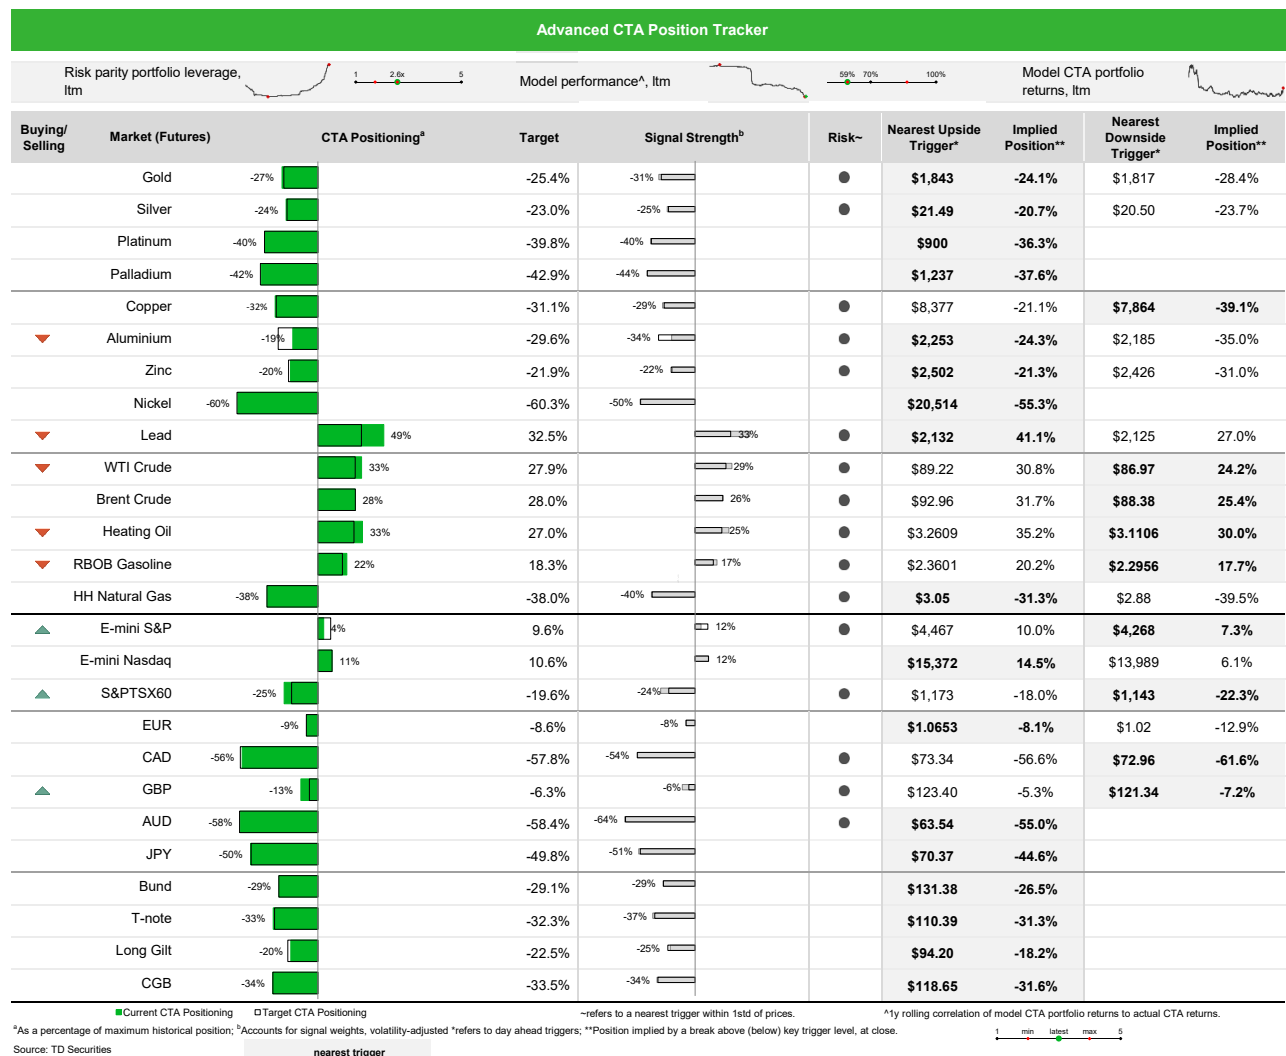 Advanced CTA Position Tracker
Risk parity portfolio leverage, ltm
1 2.6x 5
Model performance^, ltm
59% 70% 100%
Model CTA portfolio returns, ltm
Buying/ Selling Market (Futures) CTA Positioningᵃ Target Signal Strengthᵇ Risk~ Nearest Upside Trigger* Implied Position** Nearest Downside Trigger* Implied Position**
Gold -27% -25.4% -31% $1,843 -24.1% $1,817 -28.4%
Silver -24% -23.0% -25% $21.49 -20.7% $20.50 -23.7%
Platinum -40% -39.8% -40% $900 -36.3%
Palladium -42% -42.9% -44% $1,237 -37.6%
Copper -32% -31.1% -29% $8,377 -21.1% $7,864 -39.1%
Aluminium -19% -29.6% -34% $2,253 -24.3% $2,185 -35.0%
Zinc -20% -21.9% -22% $2,502 -21.3% $2,426 -31.0%
Nickel -60% -60.3% -50% $20,514 -55.3%
Lead 49% 32.5% 33% $2,132 41.1% $2,125 27.0%
WTI Crude 33% 27.9% 29% $89.22 30.8% $86.97 24.2%
Brent Crude 28% 28.0% 26% $92.96 31.7% $88.38 25.4%
Heating Oil 33% 27.0% 25% $3.2609 35.2% $3.1106 30.0%
RBOB Gasoline 22% 18.3% 17% $2.3601 20.2% $2.2956 17.7%
HH Natural Gas -38% -38.0% -40% $3.05 -31.3% $2.88 -39.5%
E-mini S&P 4% 9.6% 12% $4,467 10.0% $4,268 7.3%
E-mini Nasdaq 11% 10.6% 12% $15,372 14.5% $13,989 6.1%
S&PTSX60 -25% -19.6% -24% $1,173 -18.0% $1,143 -22.3%
EUR -9% -8.6% -8% $1.0653 -8.1% $1.02 -12.9%
CAD -56% -57.8% -54% $73.34 -56.6% $72.96 -61.6%
GBP -13% -6.3% -6% $123.40 -5.3% $121.34 -7.2%
AUD -58% -58.4% -64% $63.54 -55.0%
JPY -50% -49.8% -51% $70.37 -44.6%
Bund -29% -29.1% -29% $131.38 -26.5%
T-note -33% -32.3% -37% $110.39 -31.3%
Long Gilt -20% -22.5% -25% $94.20 -18.2%
CGB -34% -33.5% -34% $118.65 -31.6%
Current CTA Positioning Target CTA Positioning ~refers to a nearest trigger within 1std of prices. ^1y rolling correlation of model CTA portfolio returns to actual CTA returns.
ᵃAs a percentage of maximum historical position; ᵇAccounts for signal weights, volatility-adjusted *refers to day ahead triggers; **Position implied by a break above (below) key trigger level, at close.
1 min latest max 5
Source: TD Securities
nearest trigger